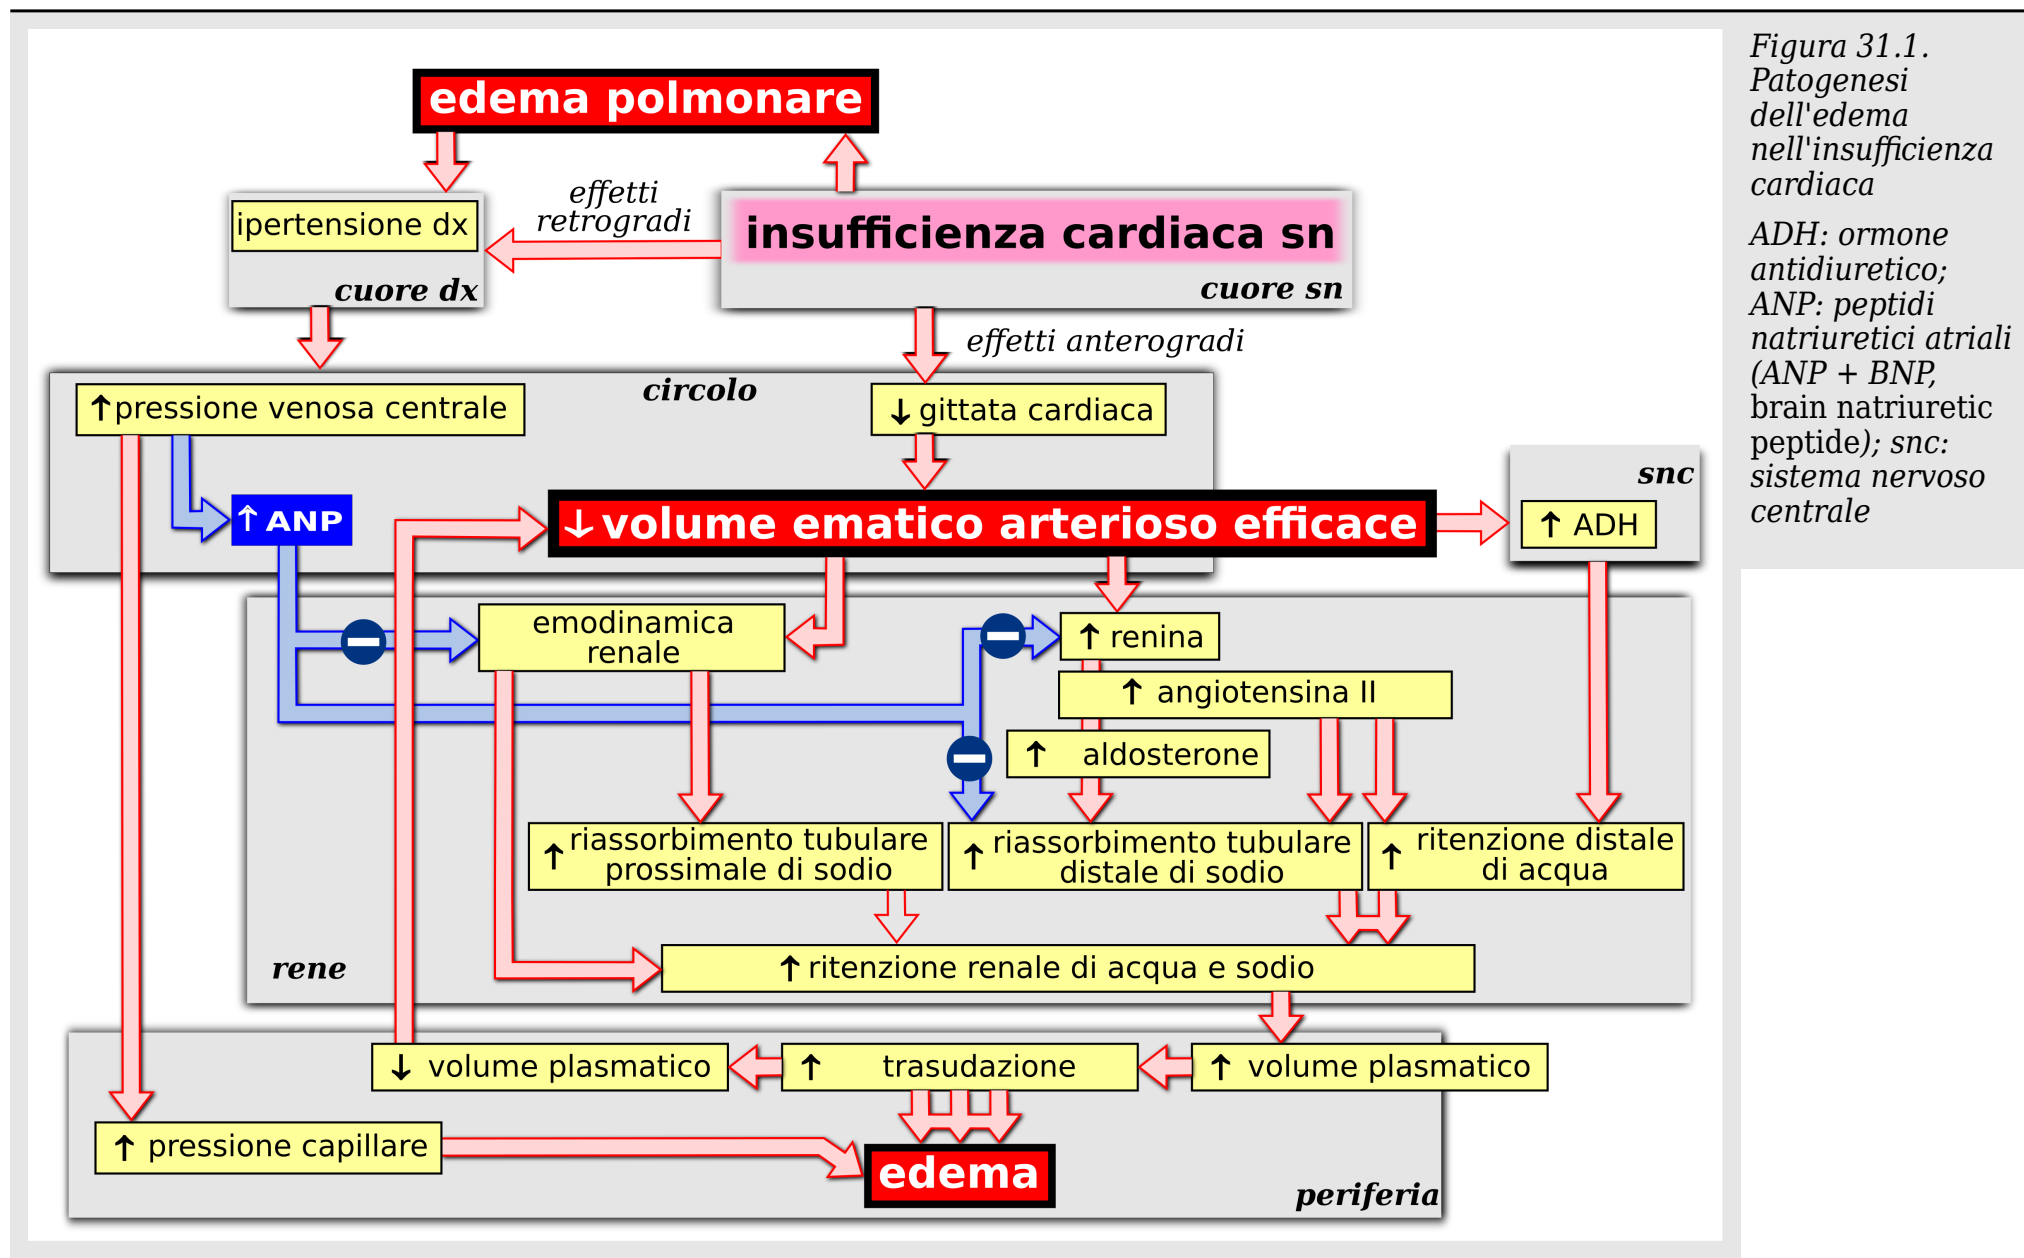 edema polmonare
effetti
retrogradi
ipertensione dx
cuore dx
insufficienza cardiaca sn
cuore sn
effetti anterogradi
circolo
↑pressione venosa centrale
↓ gittata cardiaca
snc
↑ ANP
↓ volume ematico arterioso efficace
↑ ADH
emodinamica
renale
↑ renina
↑ angiotensina II
↑ aldosterone
↑ riassorbimento tubulare
prossimale di sodio
↑ riassorbimento tubulare
distale di sodio
↑ ritenzione distale
di acqua
rene
↑ ritenzione renale di acqua e sodio
↓ volume plasmatico
↑ trasudazione
↑ volume plasmatico
↑ pressione capillare
edema
periferia
Figura 31.1.
Patogenesi
dell'edema
nell'insufficienza
cardiaca
ADH: ormone
antidiuretico;
ANP: peptidi
natriuretici atriali
(ANP + BNP,
brain natriuretic
peptide); snc:
sistema nervoso
centrale